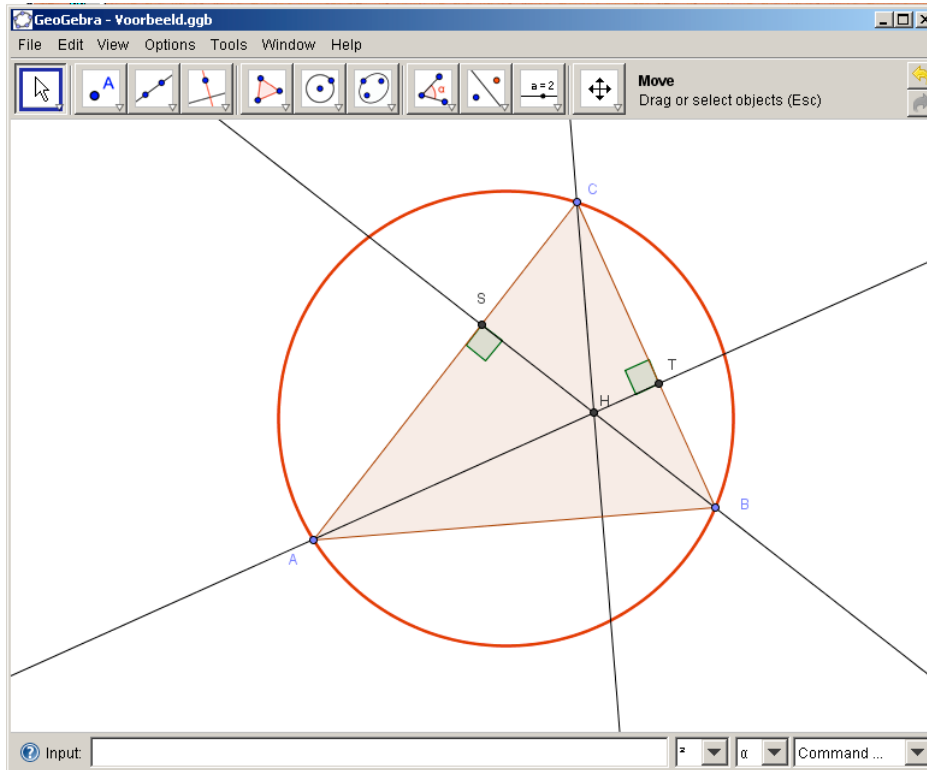 GeoGebra - Voorbeeld.ggb
File Edit View Options Tools Window Help
A
α
a = 2
Move
Drag or select objects (Esc)
C
S
T
H
B
A
Input:
²
α
Command ...